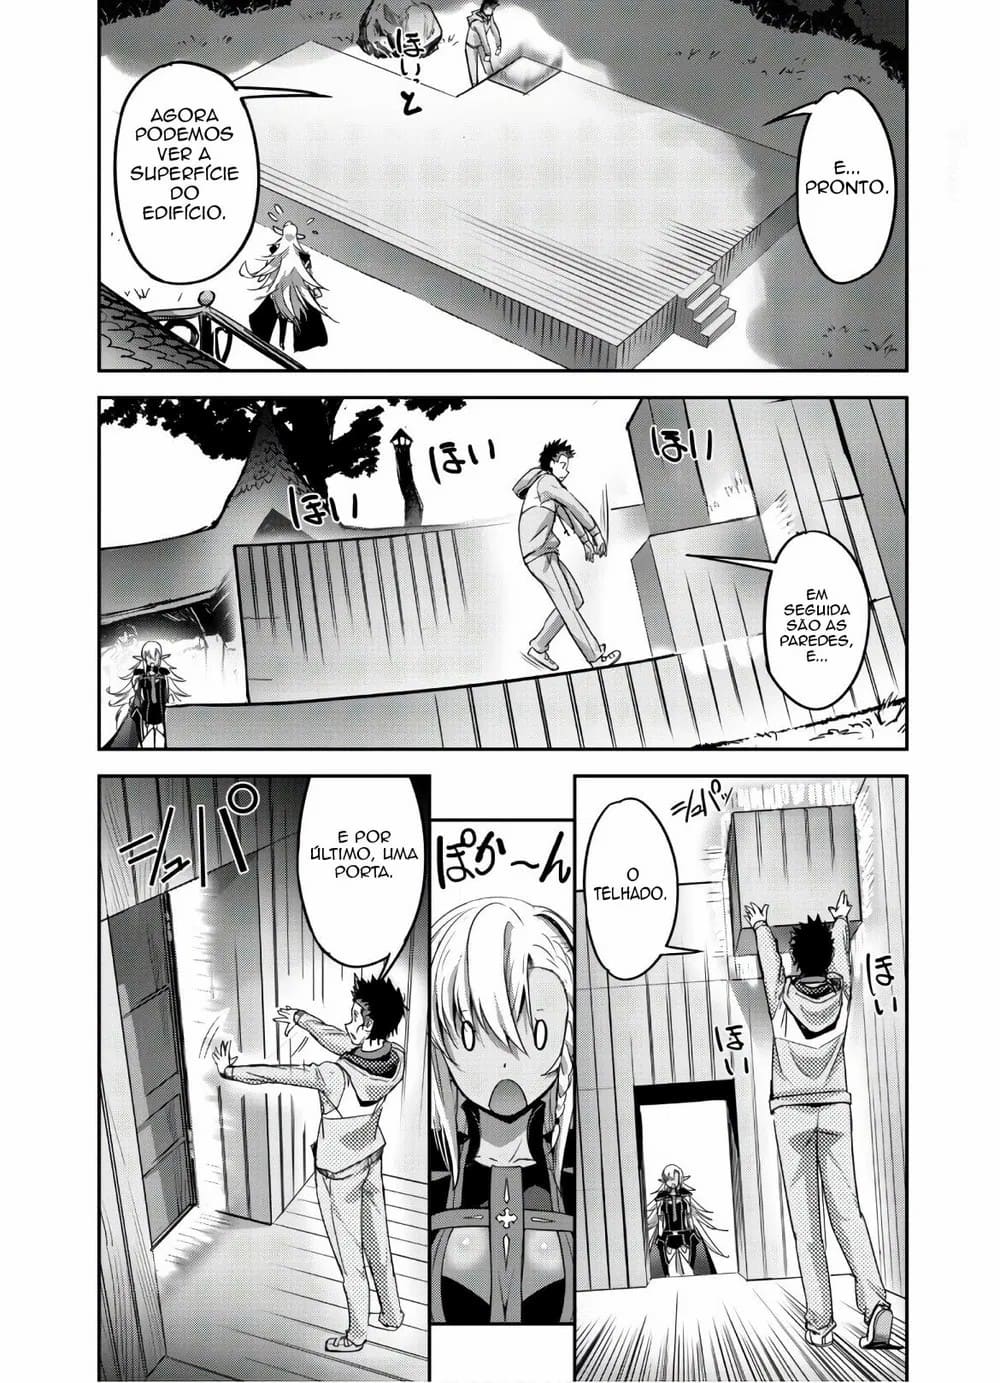 E...
PRONTO.
ほいっと
AGORA
PODEMOS
VER A
SUPERFÍCIE
DO
EDIFÍCIO.
ほい
ほい
ほい
EM
SEGUIDA
SÃO AS
PAREDES,
E...
シュパッ
O
TELHADO.
ほい
ほい
ぽか〜ん
E POR
ÚLTIMO, UMA
PORTA.
シュパ